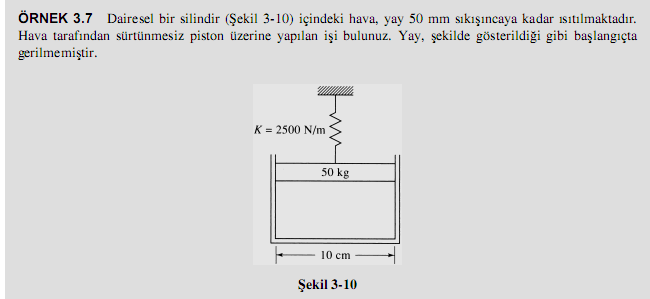 ÖRNEK 3.7 Dairesel bir silindir (Şekil 3-10) içindeki hava, yay 50 mm sıkışıncaya kadar ısıtılmaktadır.
Hava tarafından sürtünmesiz piston üzerine yapılan işi bulunuz. Yay, şekilde gösterildiği gibi başlangıçta
gerilmemiştir.
K = 2500 N/m
50 kg
10 cm
Şekil 3-10